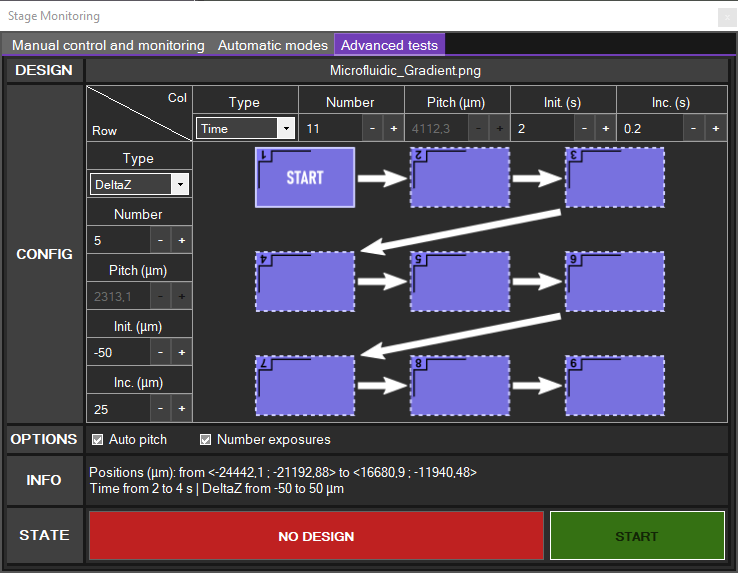 Stage Monitoring
x
Manual control and monitoring Automatic modes Advanced tests
DESIGN Microfluidic_Gradient.png
Col
Row
Type Number Pitch (µm) Init. (s) Inc. (s)
Time 11 - + 4112,3 - + 2 - + 0.2 - +
Type
DeltaZ
Number
5 - +
Pitch (µm)
2313,1 - +
Init. (µm)
-50 - +
Inc. (µm)
25 - +
CONFIG
1 START 2 3
4 5 6
7 8 9
OPTIONS Auto pitch Number exposures
INFO
Positions (µm): from <-24442,1 ; -21192,88> to <16680,9 ; -11940,48>
Time from 2 to 4 s | DeltaZ from -50 to 50 µm
STATE NO DESIGN START